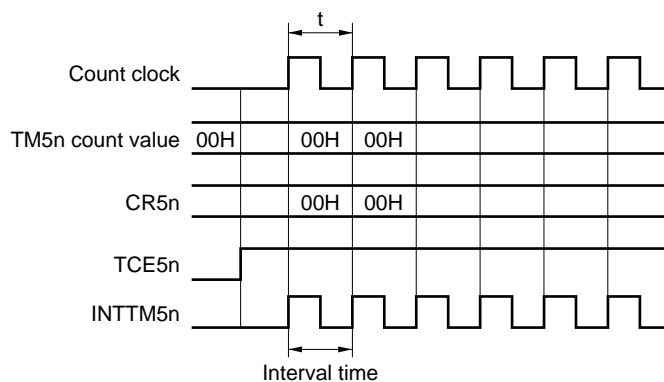 t
Count clock
TM5n count value 00H 00H 00H
CR5n 00H 00H
TCE5n
INTTM5n
Interval time